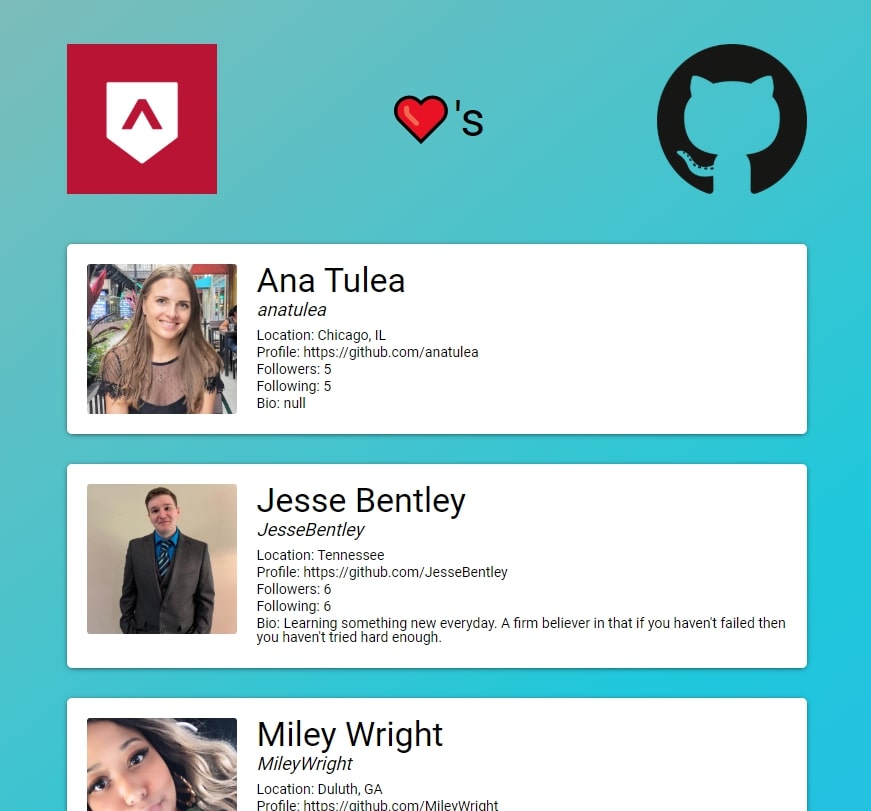 ❤️'s
Ana Tulea
anatulea
Location: Chicago, IL
Profile: https://github.com/anatulea
Followers: 5
Following: 5
Bio: null
Jesse Bentley
JesseBentley
Location: Tennessee
Profile: https://github.com/JesseBentley
Followers: 6
Following: 6
Bio: Learning something new everyday. A firm believer in that if you haven't failed then
you haven't tried hard enough.
Miley Wright
MileyWright
Location: Duluth, GA
Profile: https://github.com/MileyWright